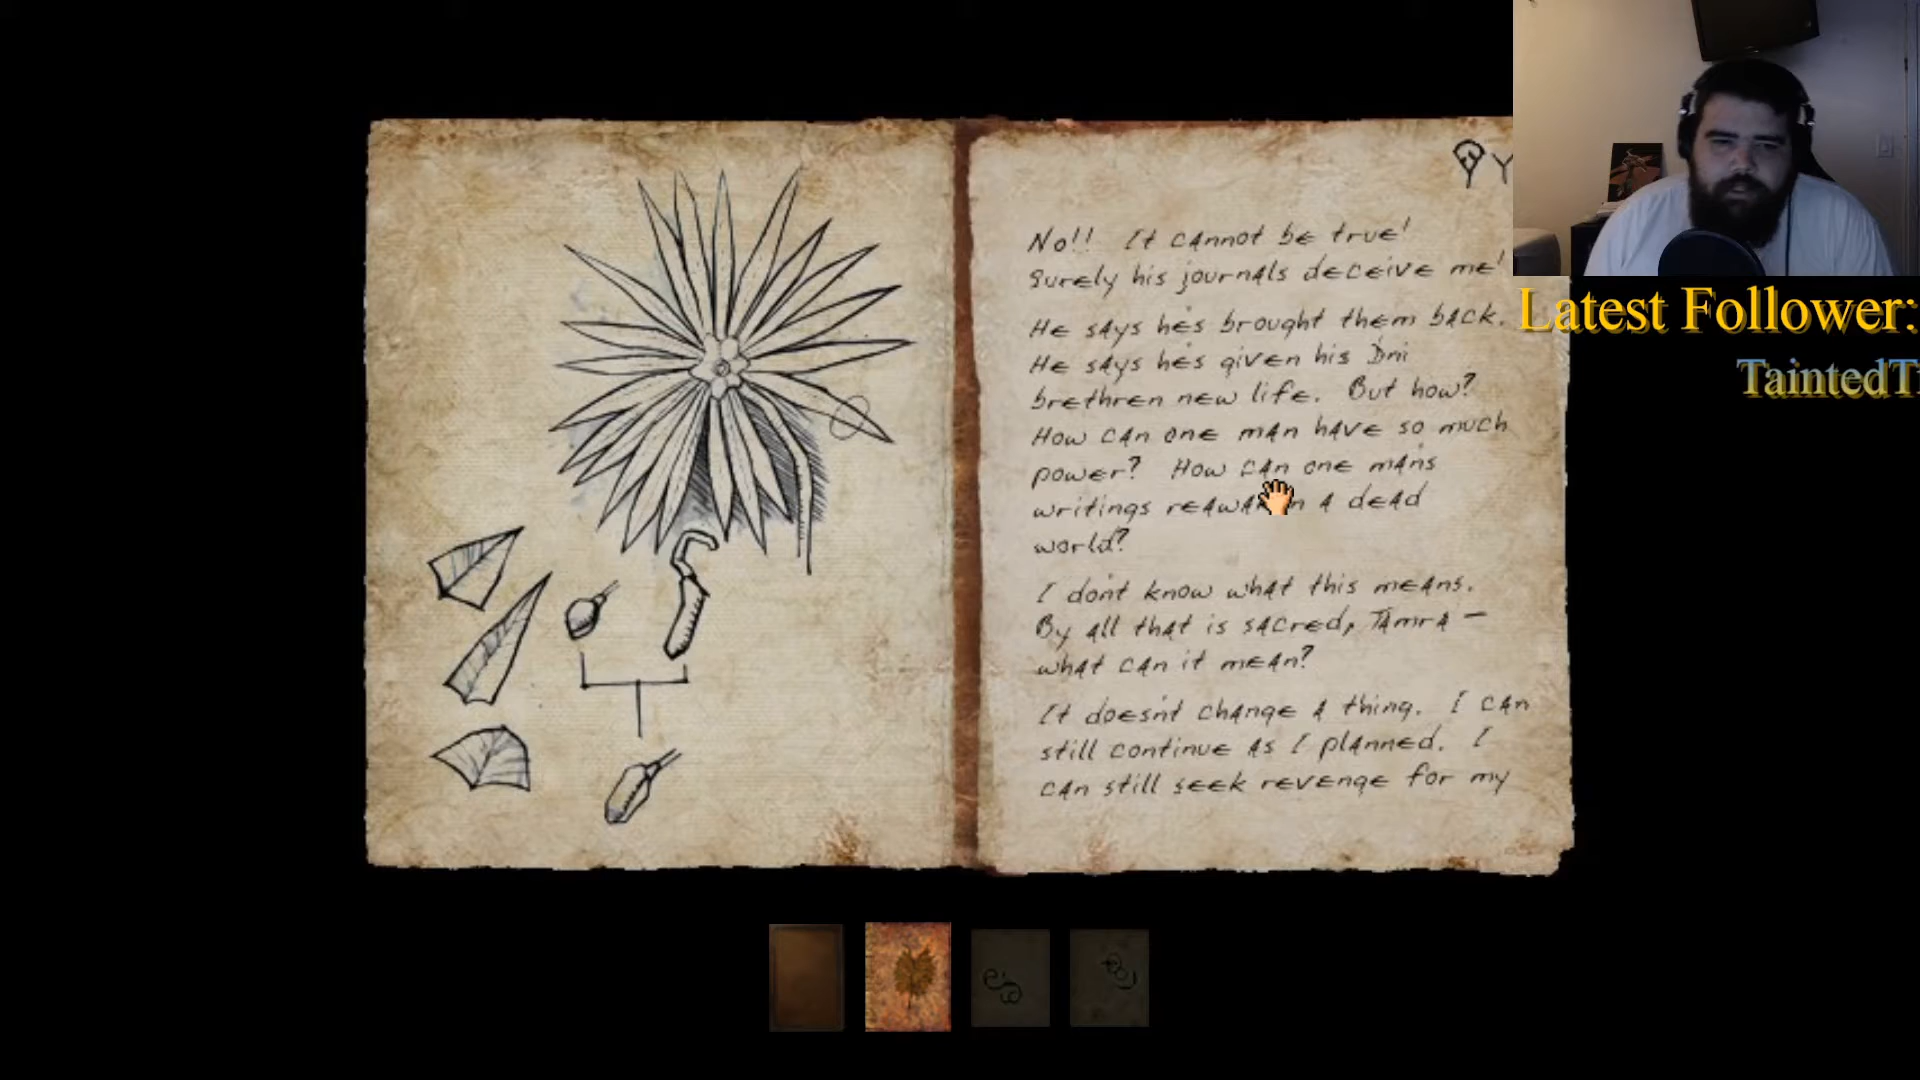 No!! It cannot be true!
Surely his journals deceive me!
He says he's brought them back.
He says he's given his Dni
brethren new life. But how?
How can one man have so much
power? How can one man's
writings reawaken a dead
world?
I don't know what this means.
By all that is sacred, Tamra —
what can it mean?
It doesn't change a thing. I can
still continue as I planned. I
can still seek revenge for my
Latest Follower:
TaintedT